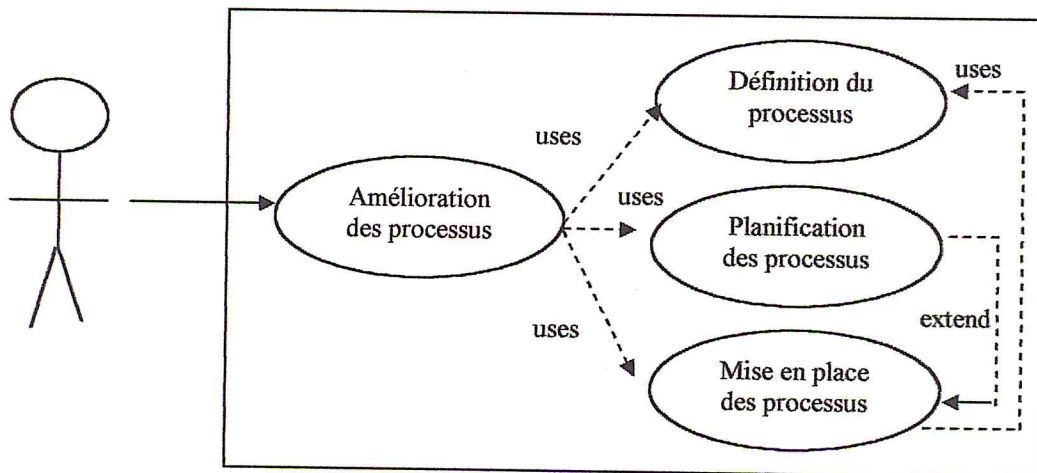 Définition du
processus
uses
uses
Amélioration
des processus
uses
Planification
des processus
extend
uses
Mise en place
des processus